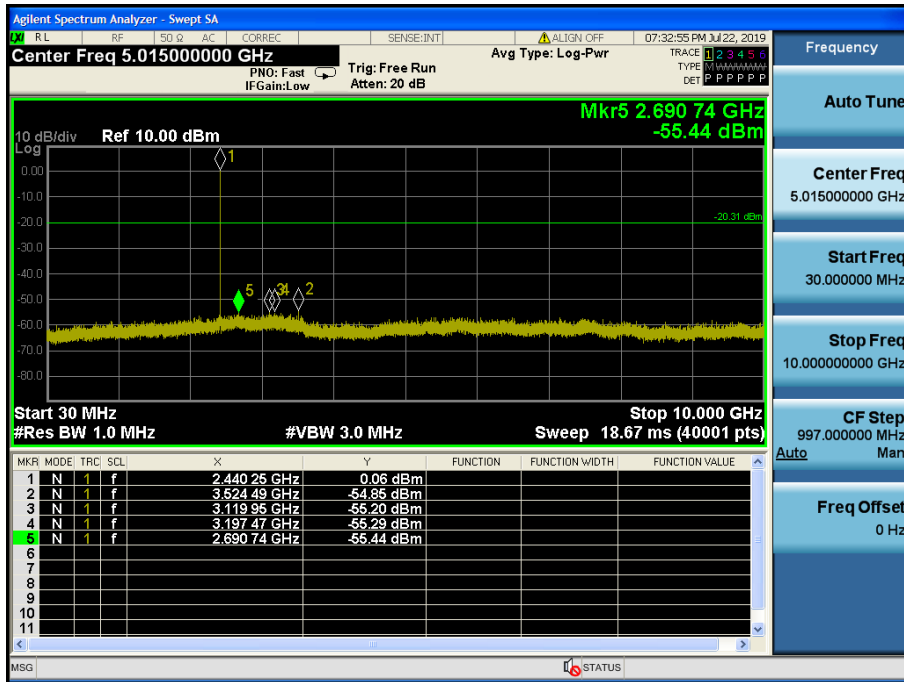 Agilent Spectrum Analyzer - Swept SA
LXI RL RF 50 Ω AC CORREC SENSE:INT ALIGN OFF 07:32:55 PM Jul 22, 2019
Center Freq 5.015000000 GHz
PNO: Fast
IFGain:Low
Trig: Free Run
Atten: 20 dB
Avg Type: Log-Pwr
TRACE 1 2 3 4 5 6
TYPE M WWWWW
DET P P P P P P
Mkr5 2.690 74 GHz
-55.44 dBm
10 dB/div Ref 10.00 dBm
Log
1
0.00
-10.0
-20.0
-20.31 dBm
-30.0
-40.0
-50.0
5 3 4 2
-60.0
-70.0
-80.0
Start 30 MHz Stop 10.000 GHz
#Res BW 1.0 MHz #VBW 3.0 MHz Sweep 18.67 ms (40001 pts)
MKR MODE TRC SCL X Y FUNCTION FUNCTION WIDTH FUNCTION VALUE
1 N 1 f 2.440 25 GHz 0.06 dBm
2 N 1 f 3.524 49 GHz -54.85 dBm
3 N 1 f 3.119 95 GHz -55.20 dBm
4 N 1 f 3.197 47 GHz -55.29 dBm
5 N 1 f 2.690 74 GHz -55.44 dBm
6
7
8
9
10
11
MSG STATUS
Frequency
Auto Tune
Center Freq
5.015000000 GHz
Start Freq
30.000000 MHz
Stop Freq
10.000000000 GHz
CF Step
997.000000 MHz
Auto Man
Freq Offset
0 Hz